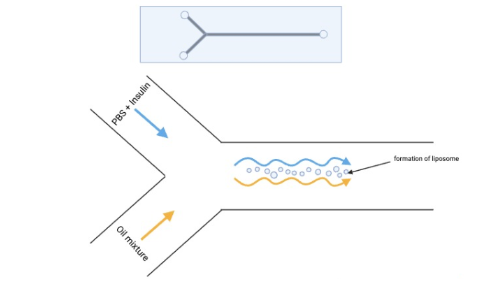 PBS + Insulin
formation of liposome
Oil mixture